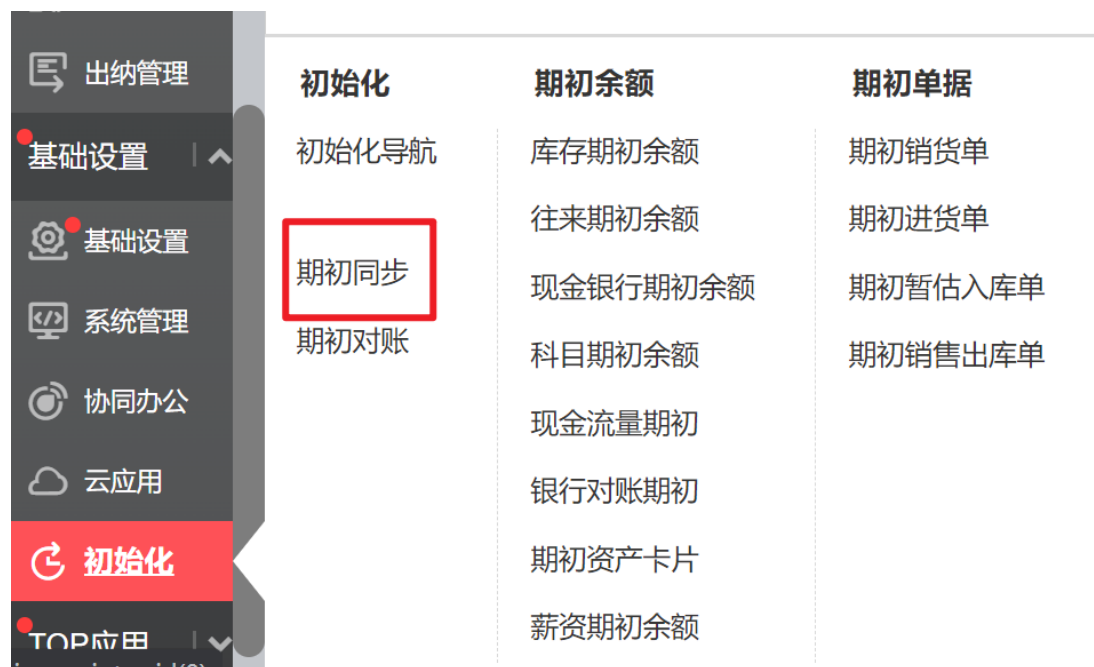 出纳管理
基础设置
基础设置
系统管理
协同办公
云应用
初始化
TOP应用
初始化
初始化导航
期初同步
期初对账
期初余额
库存期初余额
往来期初余额
现金银行期初余额
科目期初余额
现金流量期初
银行对账期初
期初资产卡片
薪资期初余额
期初单据
期初销货单
期初进货单
期初暂估入库单
期初销售出库单